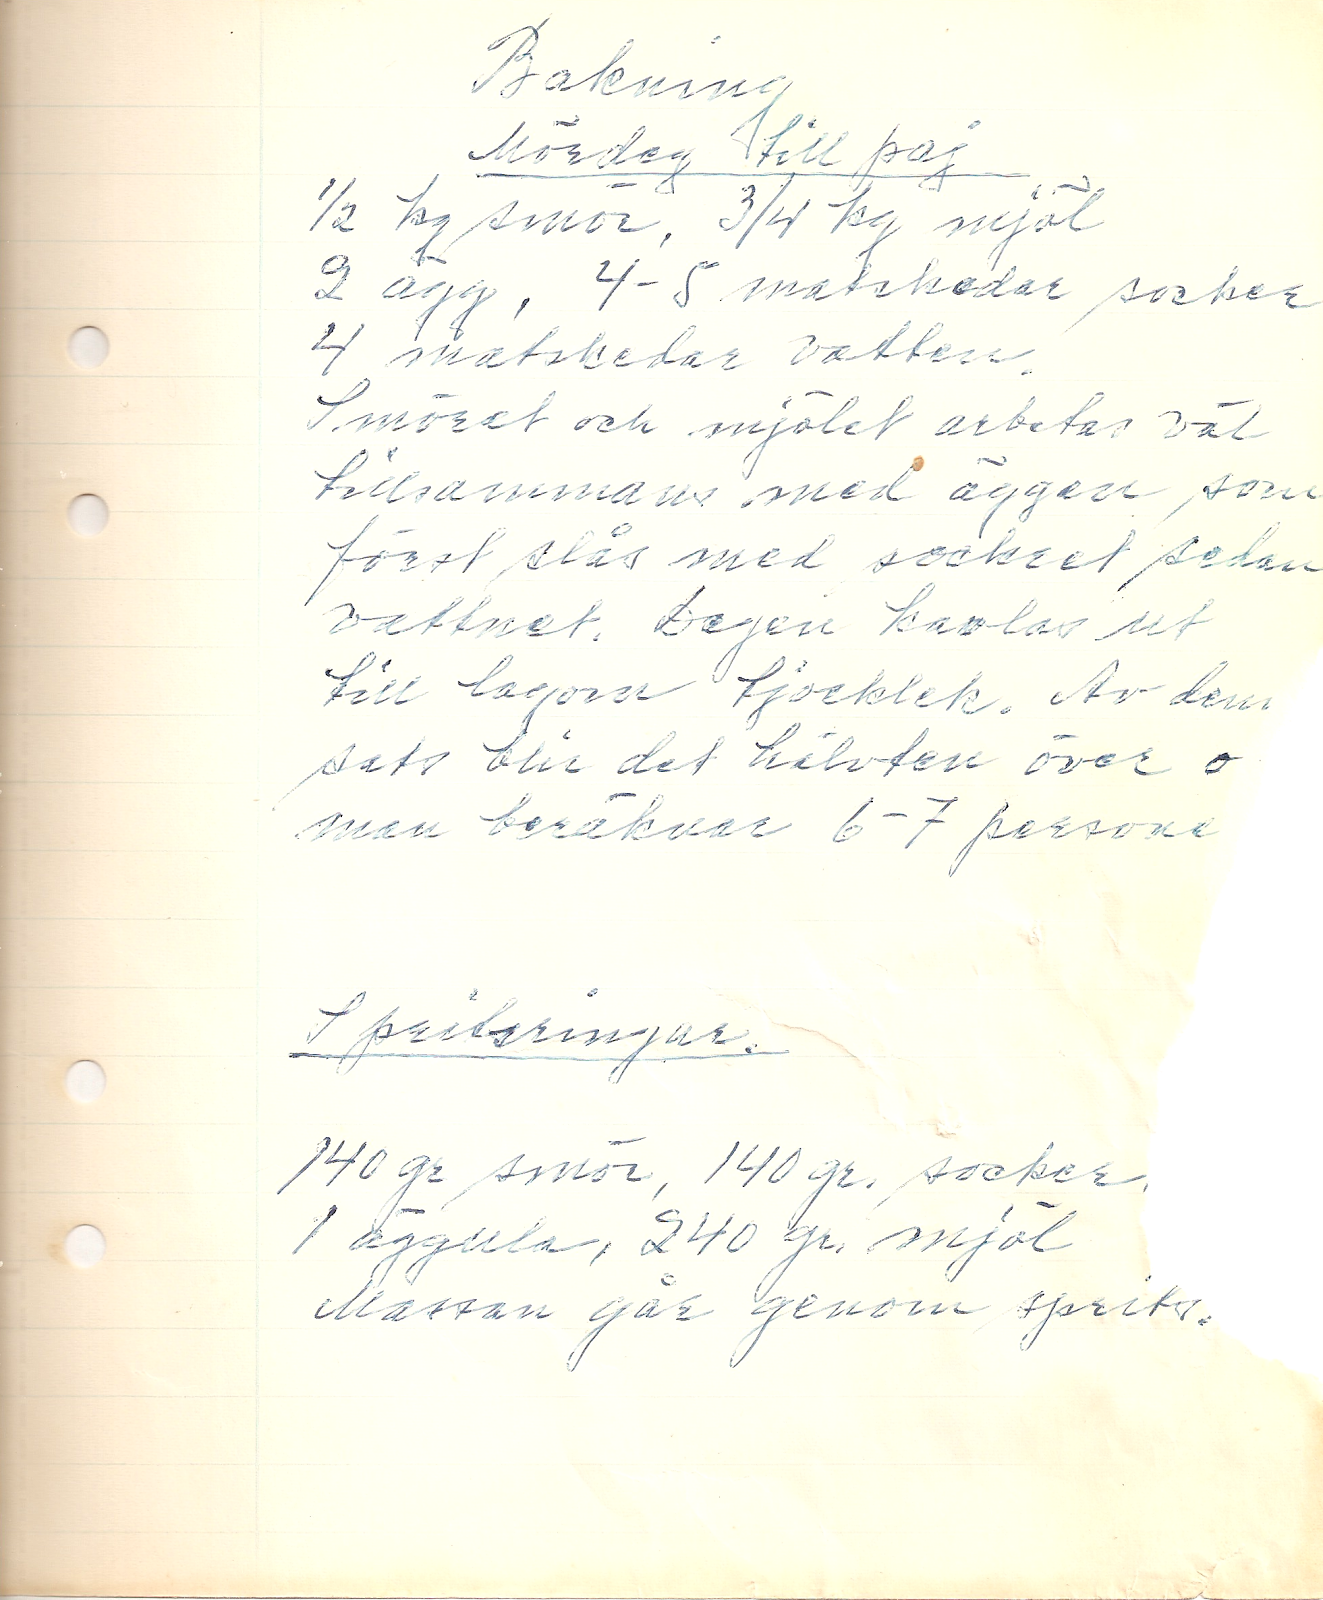 Bakning
Mördeg till paj
1/2 kg smör, 3/4 kg mjöl
2 ägg, 4-5 matskedar socker
4 matskedar vatten.
Smöret och mjölet arbetas väl
tillsammans med äggen som
först slås med sockret sedan
vattnet. Degen kavlas ut
till lagom tjocklek. Av den
sats blir det hälvten över o
man beräknar 6-7 persone
Spritsringar.
140 gr smör, 140 gr. socker.
1 äggula, 240 gr. mjöl
Massan går genom sprits.